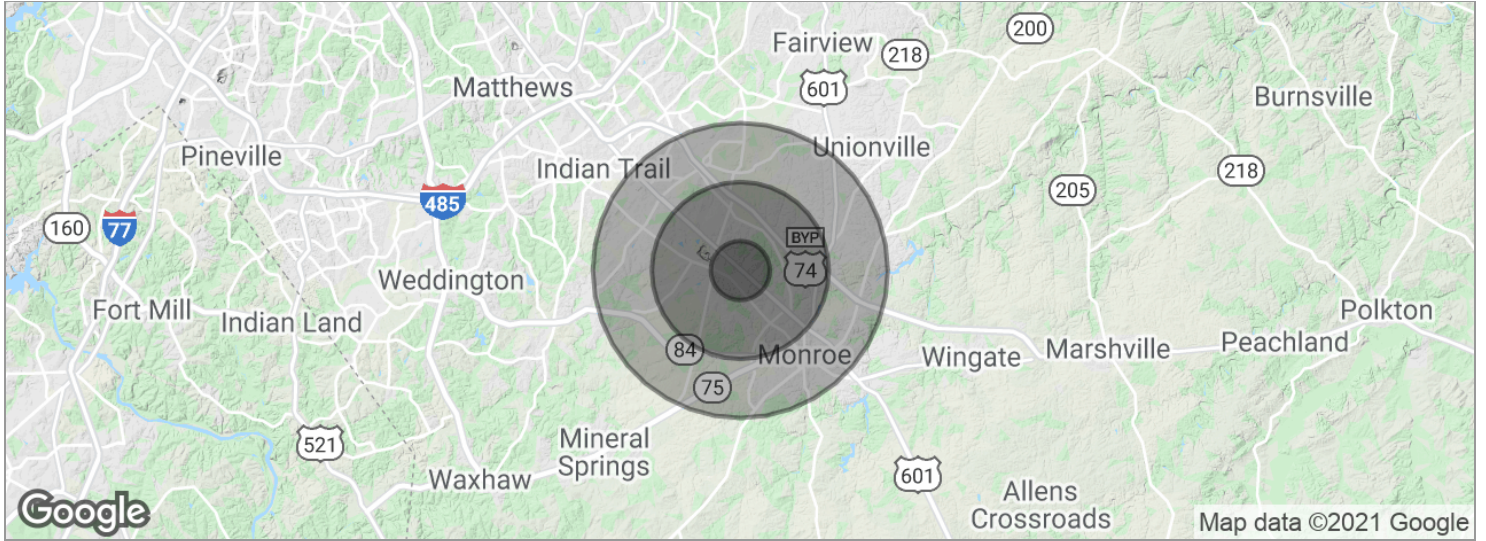 Fairview
218
200
Matthews
601
Burnsville
Pineville
Unionville
Indian Trail
218
205
485
160
77
BYP
74
Weddington
Fort Mill
Indian Land
Polkton
84
Monroe
Wingate
Marshville
Peachland
75
521
Mineral
Springs
Waxhaw
601
Allens
Crossroads
Google
Map data ©2021 Google